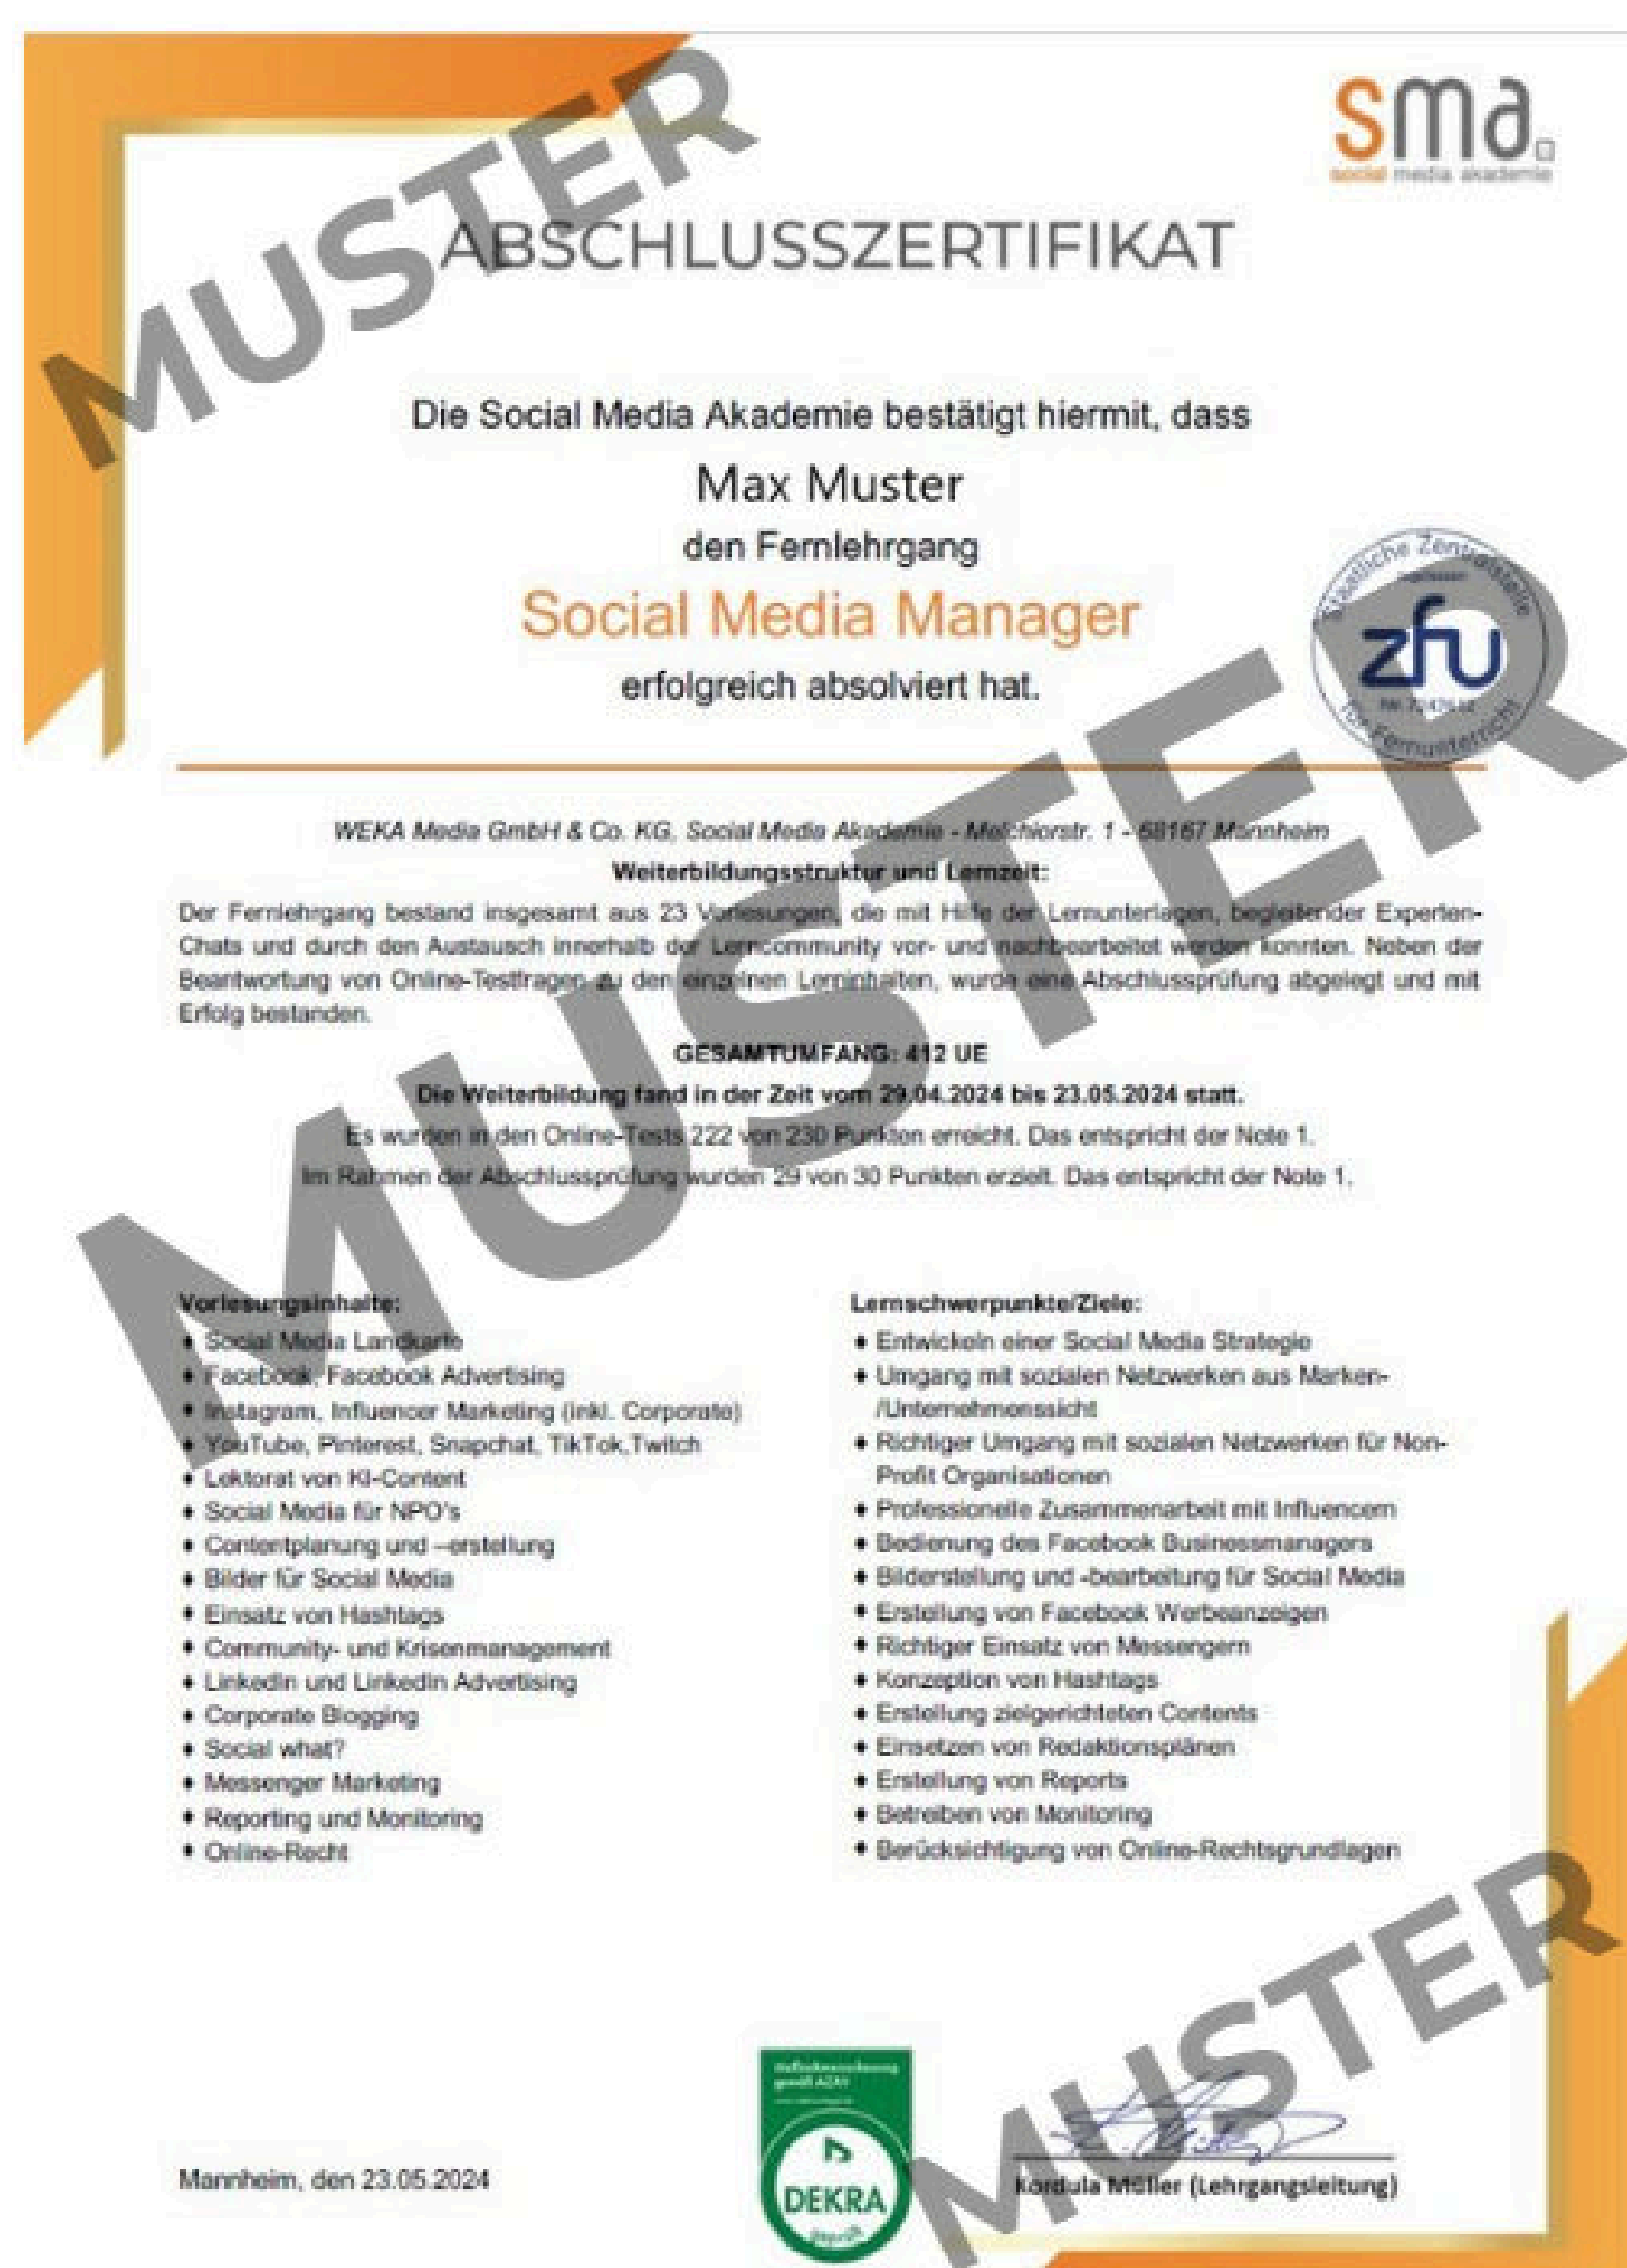 MUSTER
sma.
social media akademie
ABSCHLUSSZERTIFIKAT
Die Social Media Akademie bestätigt hiermit, dass
Max Muster
den Fernlehrgang
Social Media Manager
erfolgreich absolviert hat.
Staatliche Zentralstelle
zfu
für Fernunterricht
MUSTER
WEKA Media GmbH & Co. KG, Social Media Akademie - Melchiorstr. 1 - 68167 Mannheim
Weiterbildungsstruktur und Lernzeit:
Der Fernlehrgang bestand insgesamt aus 23 Vorlesungen, die mit Hilfe der Lernunterlagen, begleitender Experten-
Chats und durch den Austausch innerhalb der Lerncommunity vor- und nachbearbeitet werden konnten. Neben der
Beantwortung von Online-Testfragen zu den einzelnen Lerninhalten, wurde eine Abschlussprüfung abgelegt und mit
Erfolg bestanden.
GESAMTUMFANG: 412 UE
Die Weiterbildung fand in der Zeit vom 29.04.2024 bis 23.05.2024 statt.
Es wurden in den Online-Tests 222 von 230 Punkten erreicht. Das entspricht der Note 1.
Im Rahmen der Abschlussprüfung wurden 29 von 30 Punkten erzielt. Das entspricht der Note 1.
Vorlesungsinhalte:
♦ Social Media Landkarte
♦ Facebook, Facebook Advertising
♦ Instagram, Influencer Marketing (inkl. Corporate)
♦ YouTube, Pinterest, Snapchat, TikTok,Twitch
♦ Lektorat von KI-Content
♦ Social Media für NPO's
♦ Contentplanung und –erstellung
♦ Bilder für Social Media
♦ Einsatz von Hashtags
♦ Community- und Krisenmanagement
♦ LinkedIn und LinkedIn Advertising
♦ Corporate Blogging
♦ Social what?
♦ Messenger Marketing
♦ Reporting und Monitoring
♦ Online-Recht
Lernschwerpunkte/Ziele:
♦ Entwickeln einer Social Media Strategie
♦ Umgang mit sozialen Netzwerken aus Marken-
/Unternehmenssicht
♦ Richtiger Umgang mit sozialen Netzwerken für Non-
Profit Organisationen
♦ Professionelle Zusammenarbeit mit Influencern
♦ Bedienung des Facebook Businessmanagers
♦ Bilderstellung und -bearbeitung für Social Media
♦ Erstellung von Facebook Werbeanzeigen
♦ Richtiger Einsatz von Messengern
♦ Konzeption von Hashtags
♦ Erstellung zielgerichteten Contents
♦ Einsetzen von Redaktionsplänen
♦ Erstellung von Reports
♦ Betreiben von Monitoring
♦ Berücksichtigung von Online-Rechtsgrundlagen
MUSTER
DEKRA
geprüft
Mannheim, den 23.05.2024
Kordula Müller (Lehrgangsleitung)